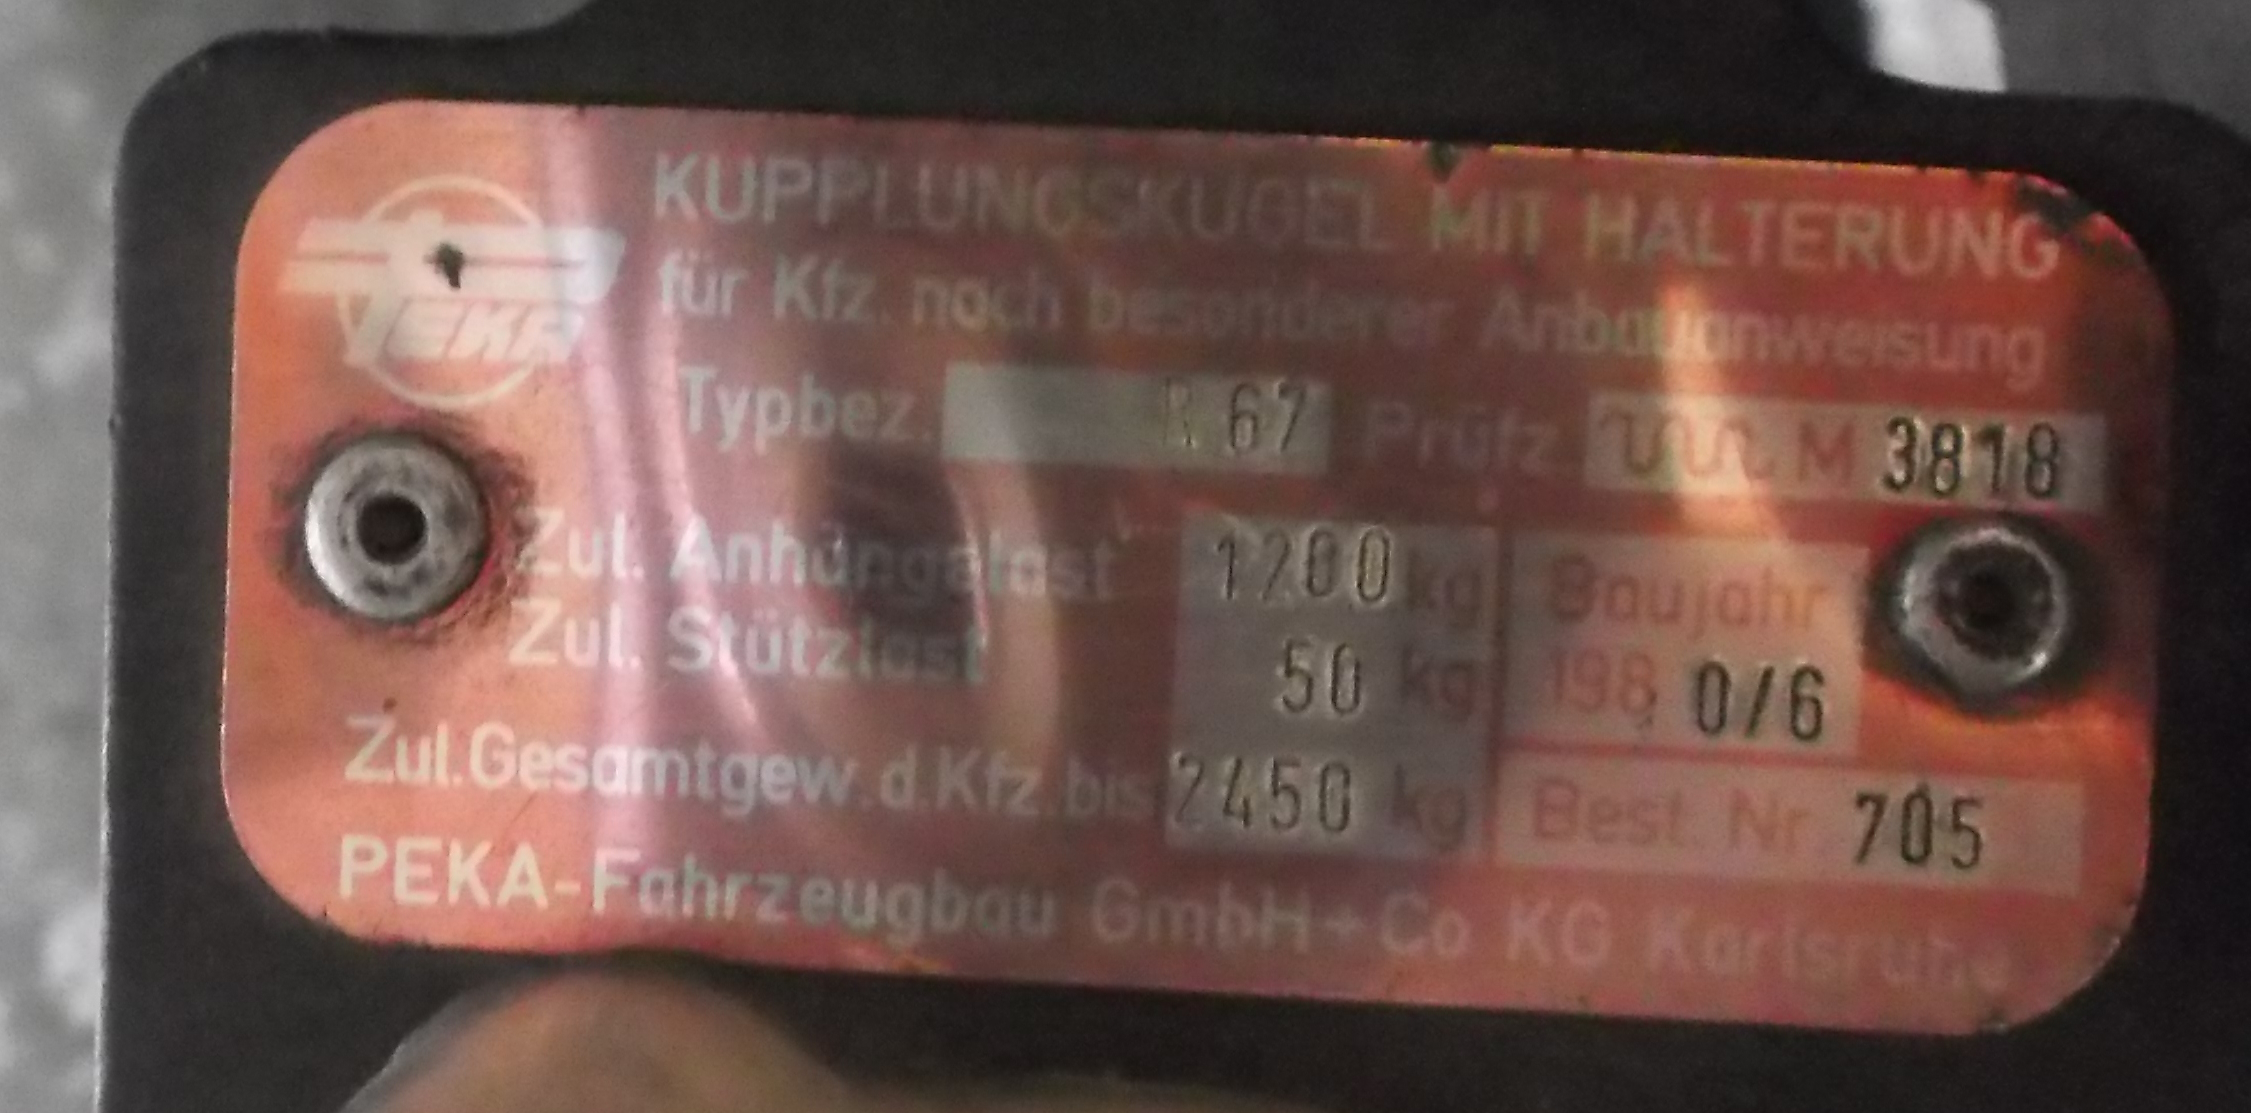 PEKA
KUPPLUNGSKUGEL MIT HALTERUNG
für Kfz. nach besonderer Anbauanweisung
Typbez. R 67 Prüfz. M 3818
Zul. Anhängelast 1200 kg
Zul. Stützlast 50 kg
Baujahr
198 0/6
Zul. Gesamtgew. d. Kfz. bis 2450 kg
Best. Nr 705
PEKA-Fahrzeugbau GmbH + Co KG Karlsruhe